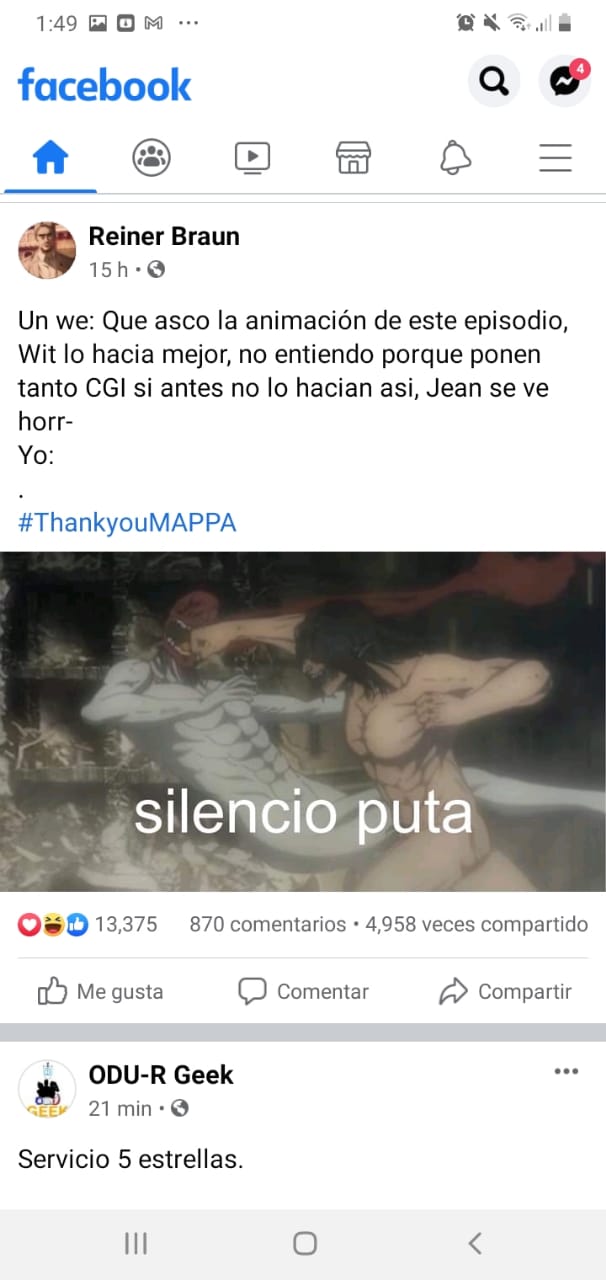 1:49
facebook
4
Reiner Braun
15 h
Un we: Que asco la animación de este episodio,
Wit lo hacia mejor, no entiendo porque ponen
tanto CGI si antes no lo hacian asi, Jean se ve
horr-
Yo:
.
#ThankyouMAPPA
silencio puta
13,375 870 comentarios • 4,958 veces compartido
Me gusta Comentar Compartir
ODU-R Geek
GEEK
21 min
Servicio 5 estrellas.